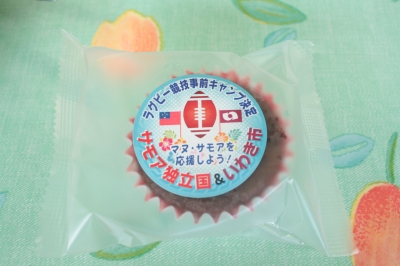 ラグビー競技事前キャンプ決定
マヌ・サモアを
応援しよう!
サモア独立国&いわき市